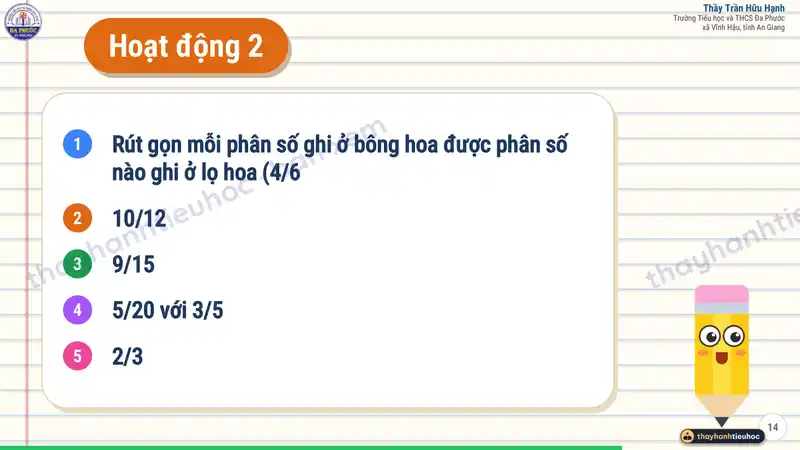 Thầy Trần Hữu Hạnh
Trường Tiểu học và THCS Đa Phước
xã Vĩnh Hậu, tỉnh An Giang
ĐA PHƯỚC
Hoạt động 2
1 Rút gọn mỗi phân số ghi ở bông hoa được phân số
nào ghi ở lọ hoa (4/6
2 10/12
3 9/15
4 5/20 với 3/5
5 2/3
thayhanhtieuhoc
14